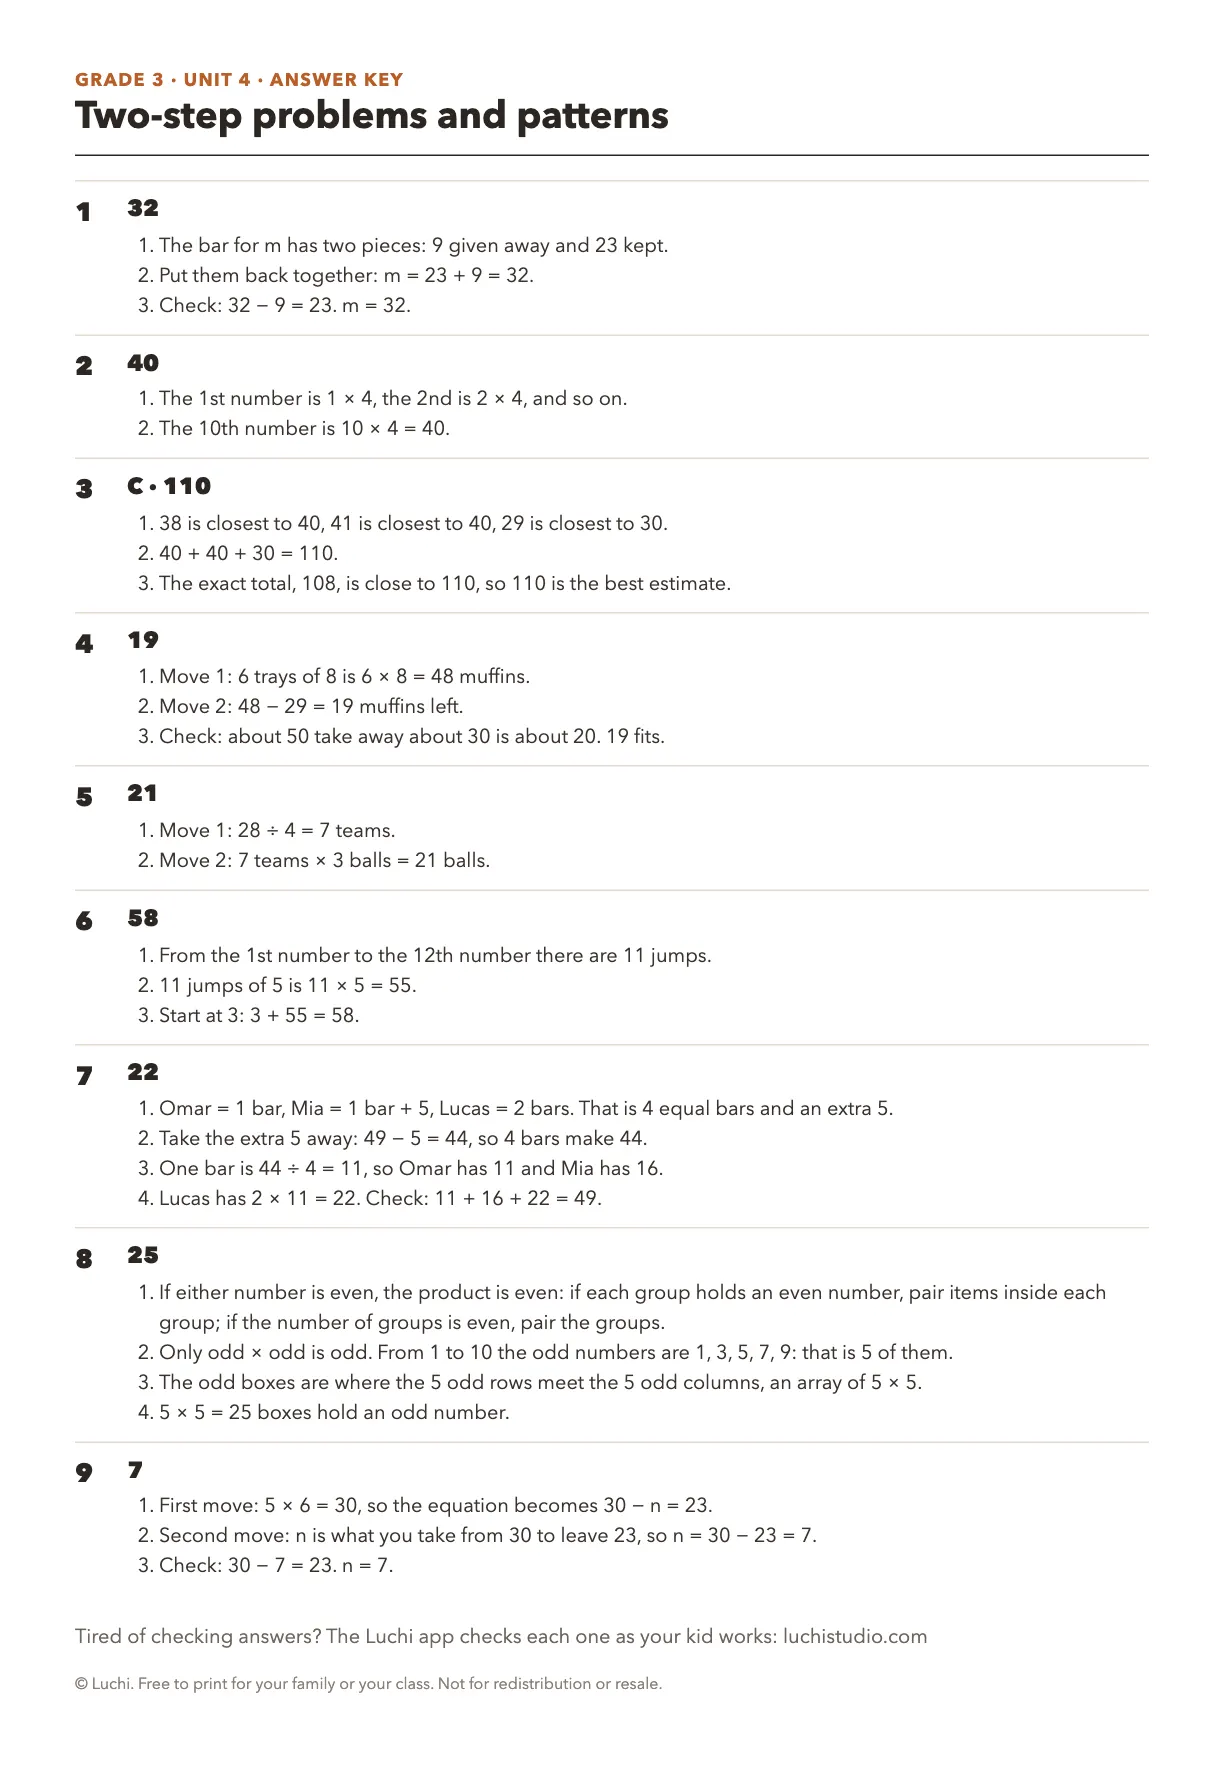 GRADE 3 · UNIT 4 · ANSWER KEY
Two-step problems and patterns
1 32
1. The bar for m has two pieces: 9 given away and 23 kept.
2. Put them back together: m = 23 + 9 = 32.
3. Check: 32 − 9 = 23. m = 32.
2 40
1. The 1st number is 1 × 4, the 2nd is 2 × 4, and so on.
2. The 10th number is 10 × 4 = 40.
3 C · 110
1. 38 is closest to 40, 41 is closest to 40, 29 is closest to 30.
2. 40 + 40 + 30 = 110.
3. The exact total, 108, is close to 110, so 110 is the best estimate.
4 19
1. Move 1: 6 trays of 8 is 6 × 8 = 48 muffins.
2. Move 2: 48 − 29 = 19 muffins left.
3. Check: about 50 take away about 30 is about 20. 19 fits.
5 21
1. Move 1: 28 ÷ 4 = 7 teams.
2. Move 2: 7 teams × 3 balls = 21 balls.
6 58
1. From the 1st number to the 12th number there are 11 jumps.
2. 11 jumps of 5 is 11 × 5 = 55.
3. Start at 3: 3 + 55 = 58.
7 22
1. Omar = 1 bar, Mia = 1 bar + 5, Lucas = 2 bars. That is 4 equal bars and an extra 5.
2. Take the extra 5 away: 49 − 5 = 44, so 4 bars make 44.
3. One bar is 44 ÷ 4 = 11, so Omar has 11 and Mia has 16.
4. Lucas has 2 × 11 = 22. Check: 11 + 16 + 22 = 49.
8 25
1. If either number is even, the product is even: if each group holds an even number, pair items inside each
group; if the number of groups is even, pair the groups.
2. Only odd × odd is odd. From 1 to 10 the odd numbers are 1, 3, 5, 7, 9: that is 5 of them.
3. The odd boxes are where the 5 odd rows meet the 5 odd columns, an array of 5 × 5.
4. 5 × 5 = 25 boxes hold an odd number.
9 7
1. First move: 5 × 6 = 30, so the equation becomes 30 − n = 23.
2. Second move: n is what you take from 30 to leave 23, so n = 30 − 23 = 7.
3. Check: 30 − 7 = 23. n = 7.
Tired of checking answers? The Luchi app checks each one as your kid works: luchistudio.com
© Luchi. Free to print for your family or your class. Not for redistribution or resale.